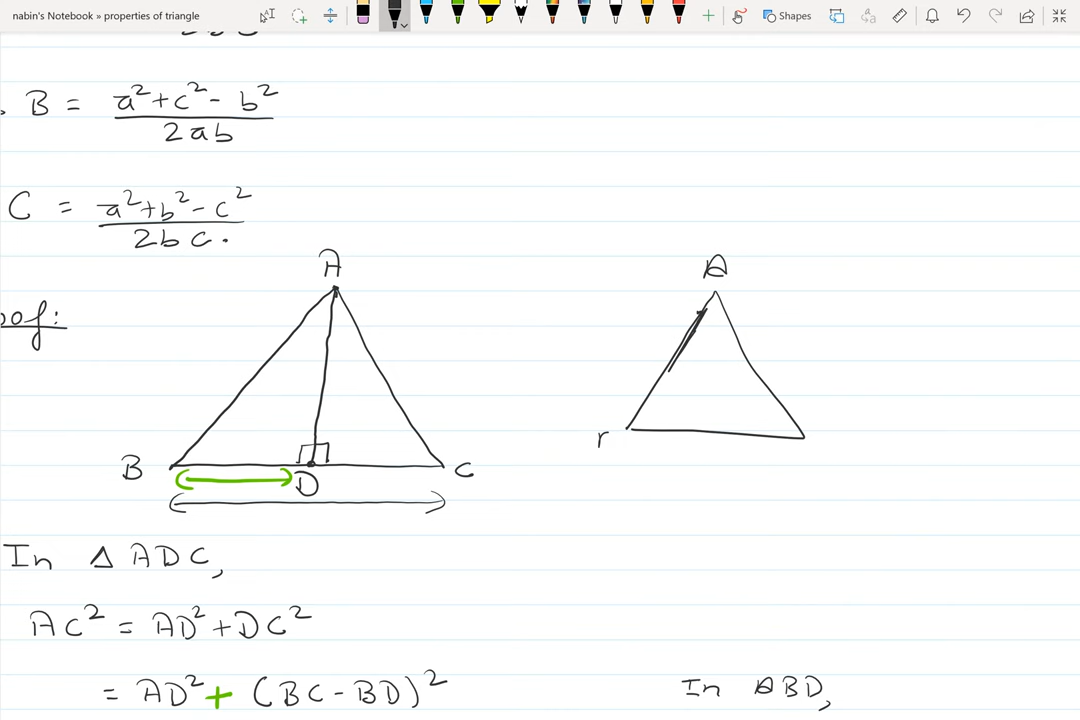 nabin's Notebook » properties of triangle
Shapes
B = a²+c²- b² / 2ab
C = a²+b²-c² / 2bc.
A
A
oof:
B
D
C
r
In Δ ADC,
AC² = AD²+DC²
= AD² + (BC - BD)²
In ABD,